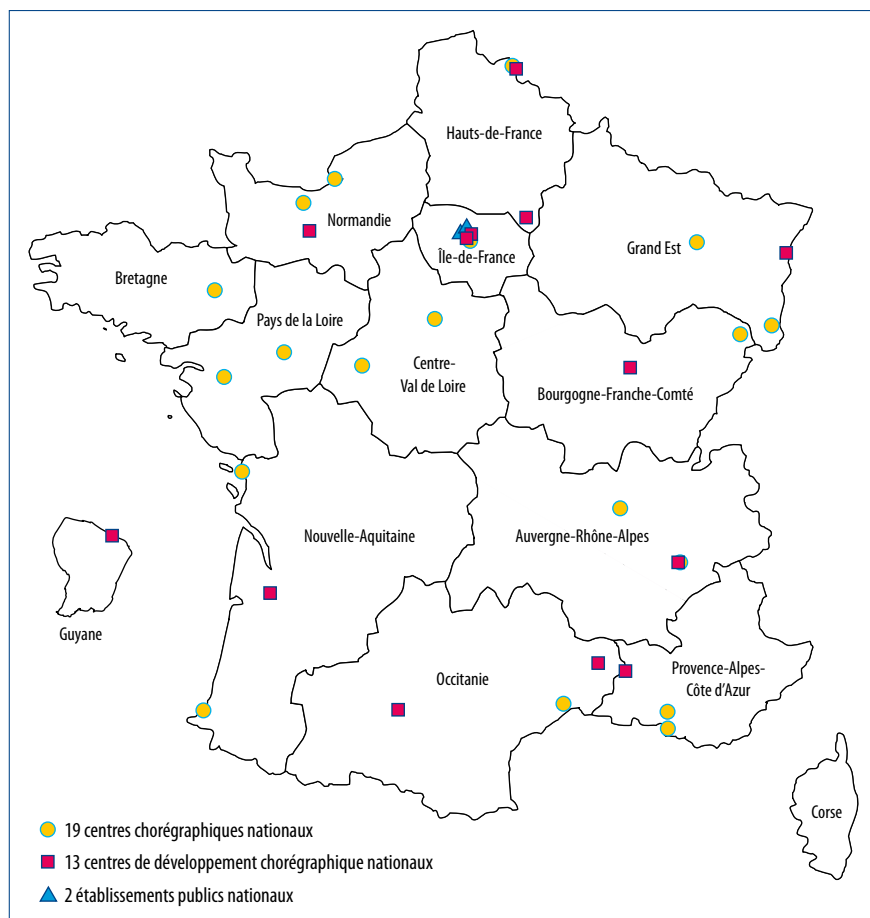 Hauts-de-France
Normandie
Île-de-France
Grand Est
Bretagne
Pays de la Loire
Centre-
Val de Loire
Bourgogne-Franche-Comté
Nouvelle-Aquitaine
Auvergne-Rhône-Alpes
Guyane
Occitanie
Provence-Alpes-
Côte d'Azur
Corse
19 centres chorégraphiques nationaux
13 centres de développement chorégraphique nationaux
2 établissements publics nationaux